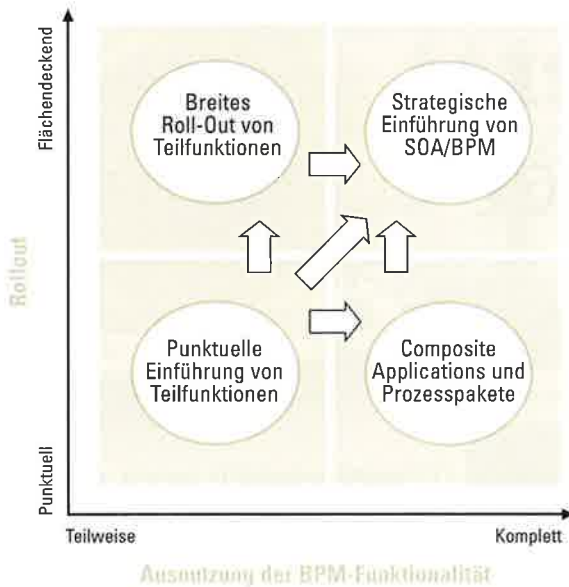 Flächendeckend
Breites
Roll-Out von
Teilfunktionen
Strategische
Einführung von
SOA/BPM
Rollout
Punktuelle
Einführung von
Teilfunktionen
Composite
Applications und
Prozesspakete
Punktuell
Teilweise
Komplett
Ausnutzung der BPM-Funktionalität